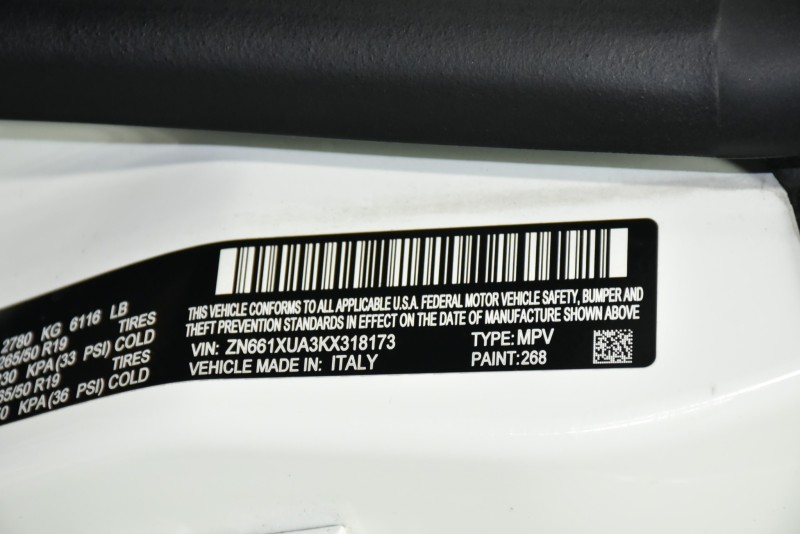 THIS VEHICLE CONFORMS TO ALL APPLICABLE U.S.A. FEDERAL MOTOR VEHICLE SAFETY, BUMPER AND
THEFT PREVENTION STANDARDS IN EFFECT ON THE DATE OF MANUFACTURE SHOWN ABOVE
VIN: ZN661XUA3KX318173 TYPE: MPV
VEHICLE MADE IN: ITALY PAINT: 268
2780 KG 6116 LB
265/50 R19 TIRES
KPA (33 PSI) COLD
R19 TIRES
KPA (36 PSI) COLD